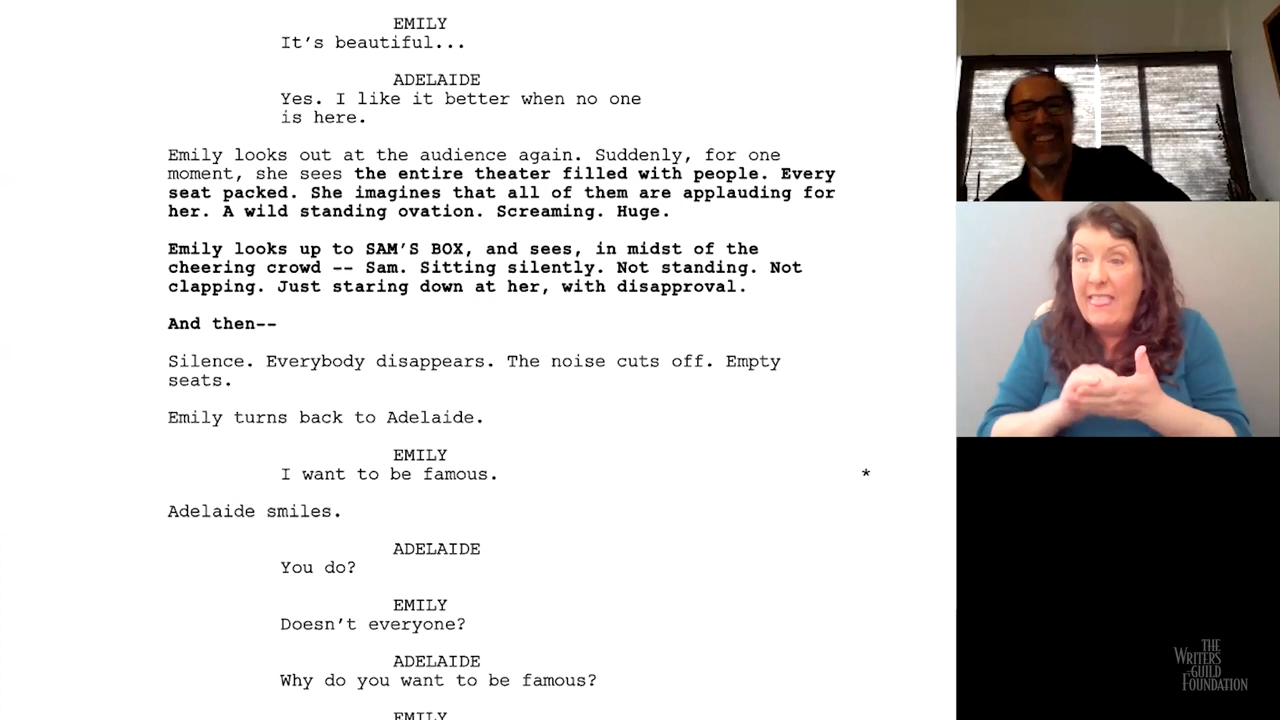 EMILY
It's beautiful...
ADELAIDE
Yes. I like it better when no one
is here.
Emily looks out at the audience again. Suddenly, for one
moment, she sees the entire theater filled with people. Every
seat packed. She imagines that all of them are applauding for
her. A wild standing ovation. Screaming. Huge.
Emily looks up to SAM'S BOX, and sees, in midst of the
cheering crowd -- Sam. Sitting silently. Not standing. Not
clapping. Just staring down at her, with disapproval.
And then--
Silence. Everybody disappears. The noise cuts off. Empty
seats.
Emily turns back to Adelaide.
EMILY
I want to be famous. *
Adelaide smiles.
ADELAIDE
You do?
EMILY
Doesn't everyone?
ADELAIDE
Why do you want to be famous?
EMILY
THE
WRITERS
GUILD
FOUNDATION